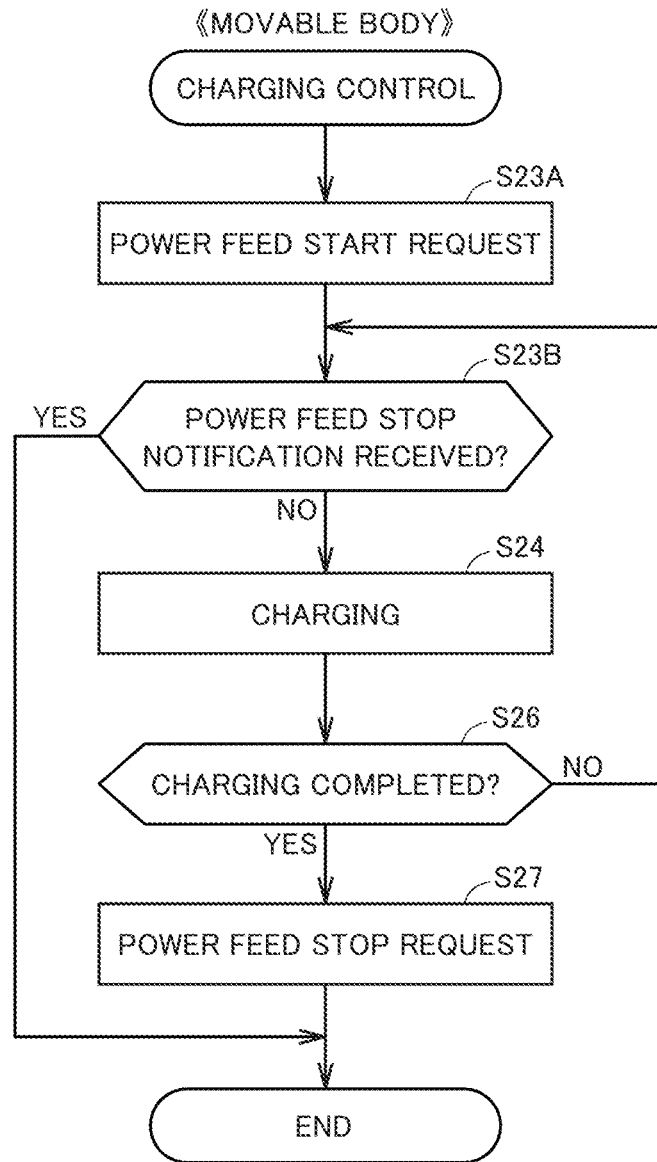 《MOVABLE BODY》
CHARGING CONTROL
S23A
POWER FEED START REQUEST
S23B
YES
POWER FEED STOP
NOTIFICATION RECEIVED?
NO
S24
CHARGING
S26
CHARGING COMPLETED?
NO
YES
S27
POWER FEED STOP REQUEST
END